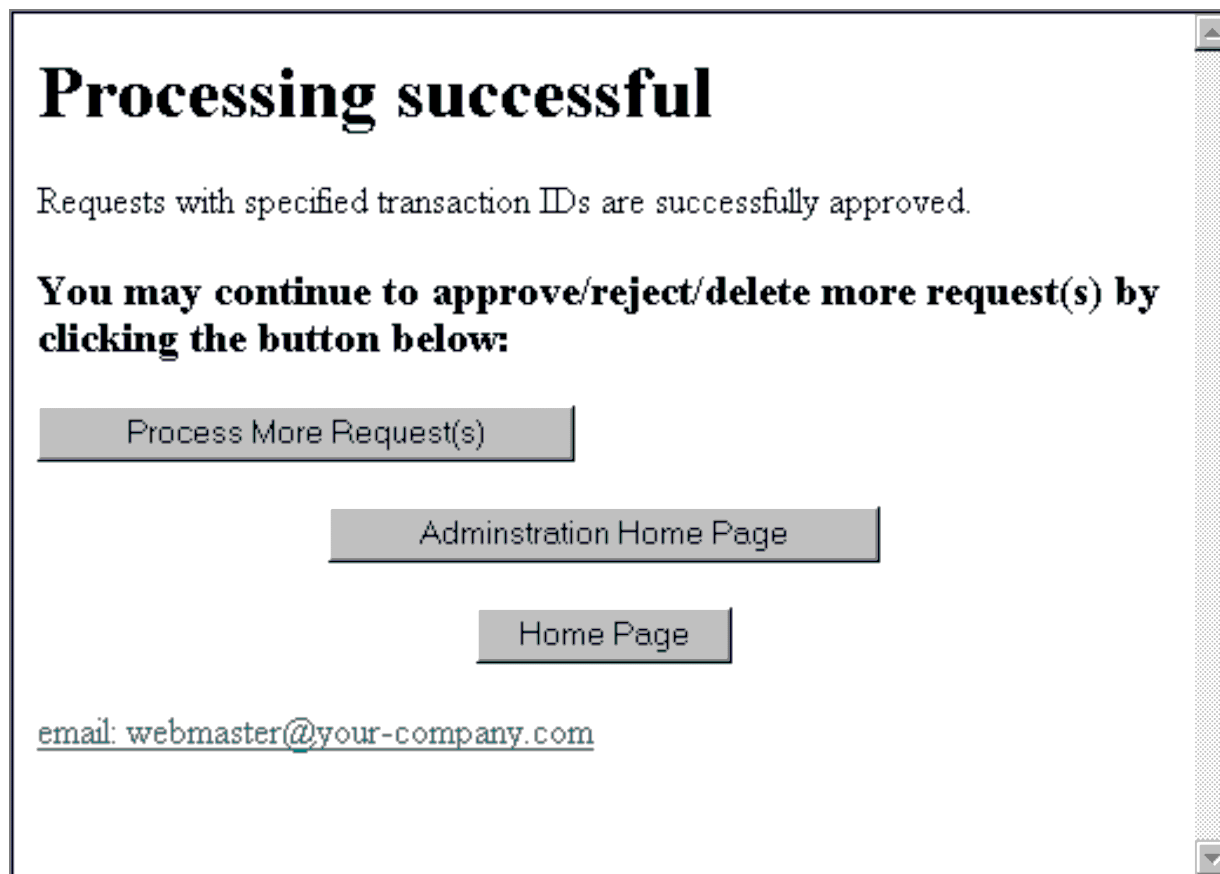 Processing successful
Requests with specified transaction IDs are successfully approved.
You may continue to approve/reject/delete more request(s) by
clicking the button below:
Process More Request(s)
Adminstration Home Page
Home Page
email: webmaster@your-company.com